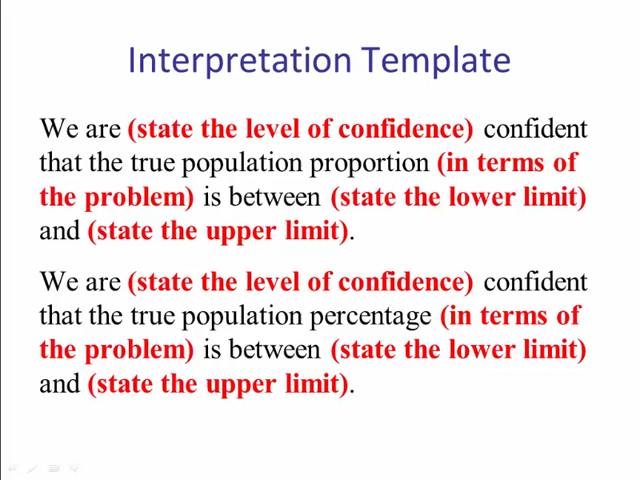 Interpretation Template
We are (state the level of confidence) confident
that the true population proportion (in terms of
the problem) is between (state the lower limit)
and (state the upper limit).
We are (state the level of confidence) confident
that the true population percentage (in terms of
the problem) is between (state the lower limit)
and (state the upper limit).